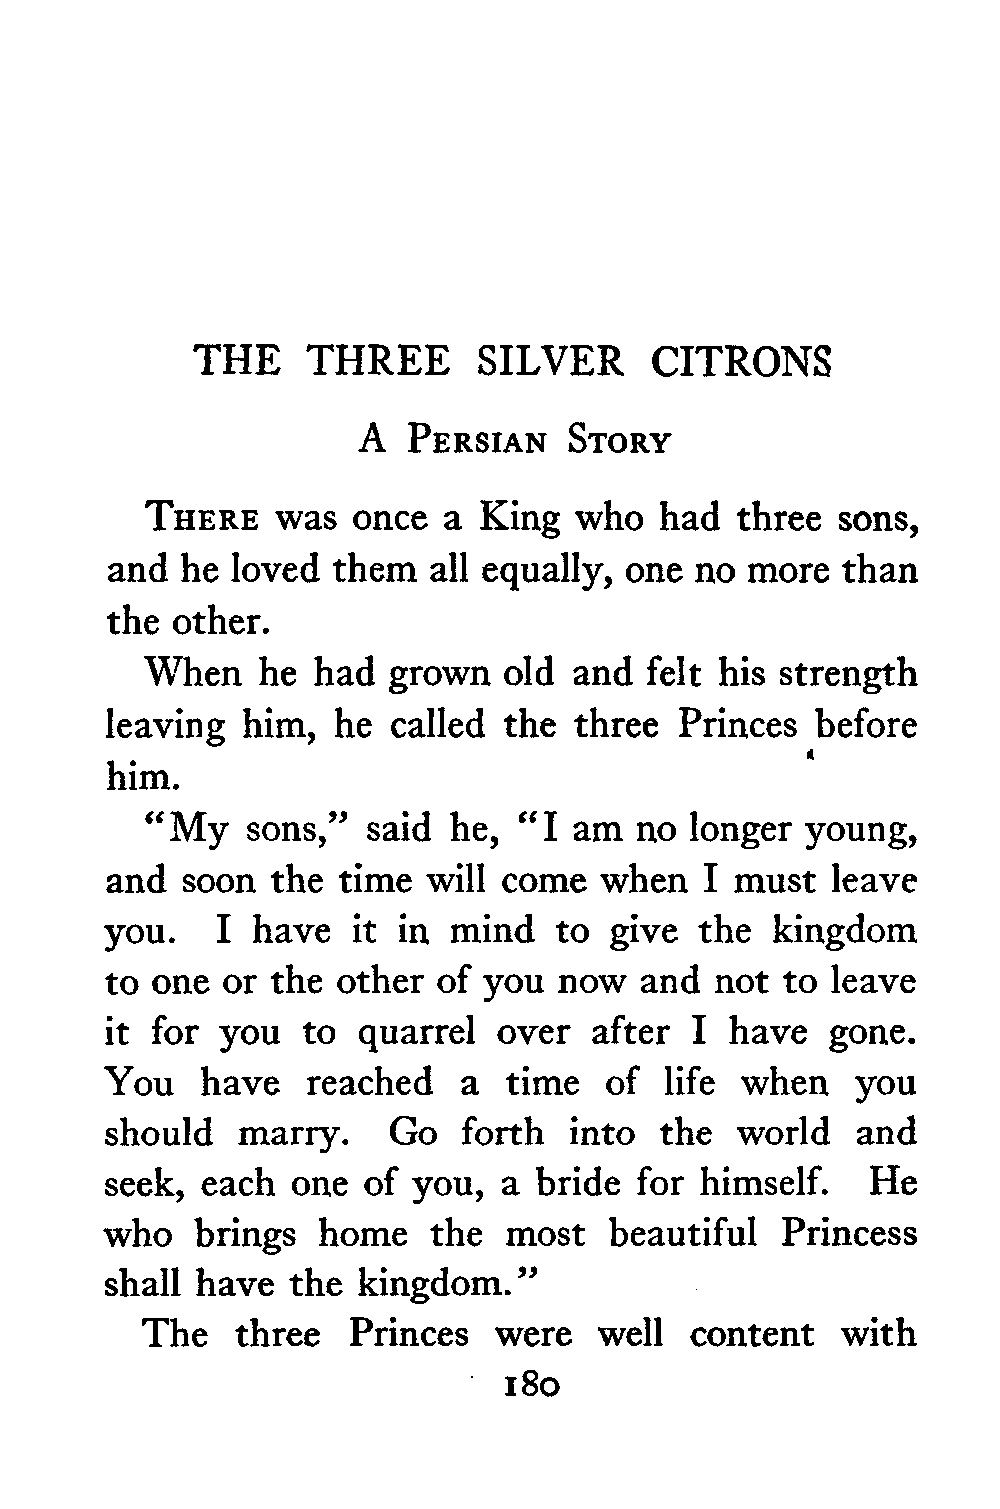 THE THREE SILVER CITRONS
A PERSIAN STORY
THERE was once a King who had three sons,
and he loved them all equally, one no more than
the other.
When he had grown old and felt his strength
leaving him, he called the three Princes before
him.
“My sons,” said he, “I am no longer young,
and soon the time will come when I must leave
you. I have it in mind to give the kingdom
to one or the other of you now and not to leave
it for you to quarrel over after I have gone.
You have reached a time of life when you
should marry. Go forth into the world and
seek, each one of you, a bride for himself. He
who brings home the most beautiful Princess
shall have the kingdom.”
The three Princes were well content with
180